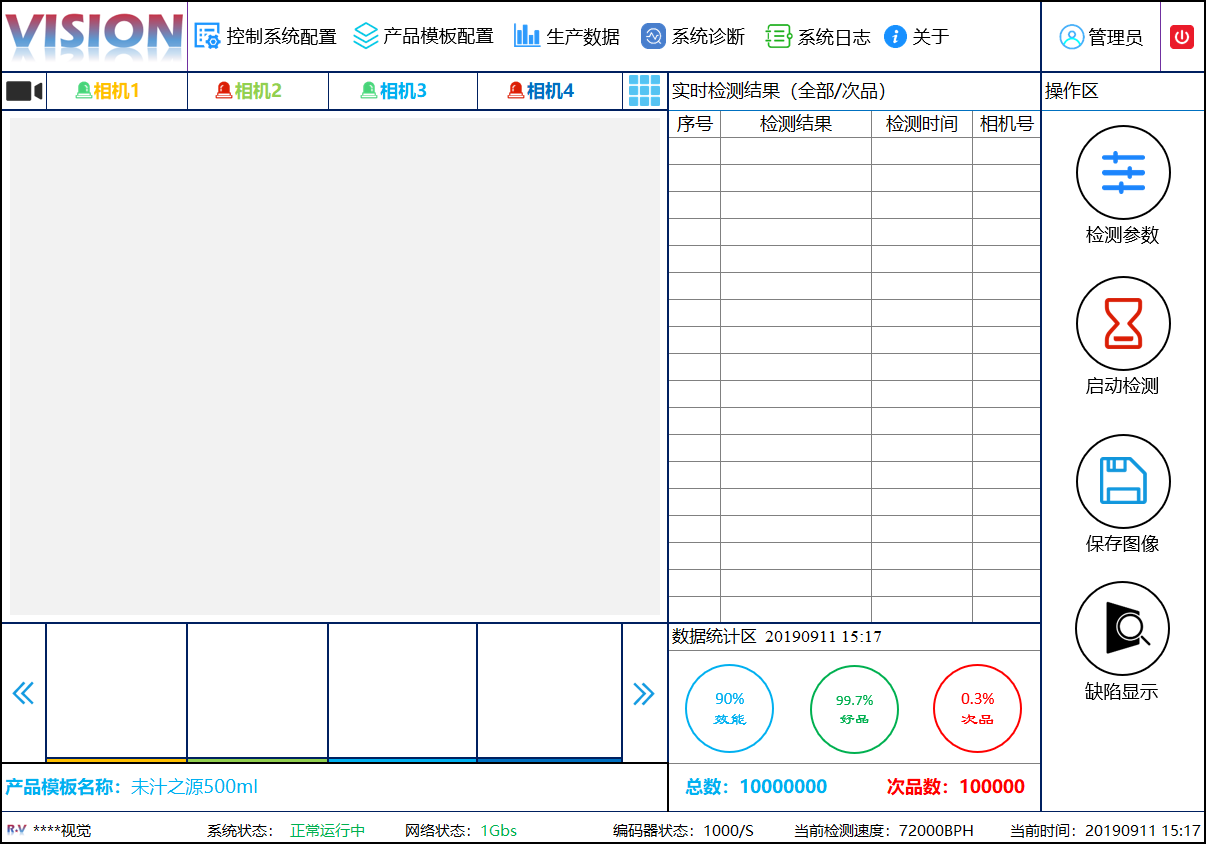 VISION 控制系统配置 产品模板配置 生产数据 系统诊断 系统日志 关于 管理员
相机1 相机2 相机3 相机4 实时检测结果（全部/次品） 操作区
序号 检测结果 检测时间 相机号
检测参数
启动检测
保存图像
缺陷显示
数据统计区 20190911 15:17
90% 99.7% 0.3%
效能 好品 次品
产品模板名称：未汁之源500ml 总数：10000000 次品数：100000
R·V ****视觉 系统状态： 正常运行中 网络状态：1Gbs 编码器状态：1000/S 当前检测速度：72000BPH 当前时间：20190911 15:17